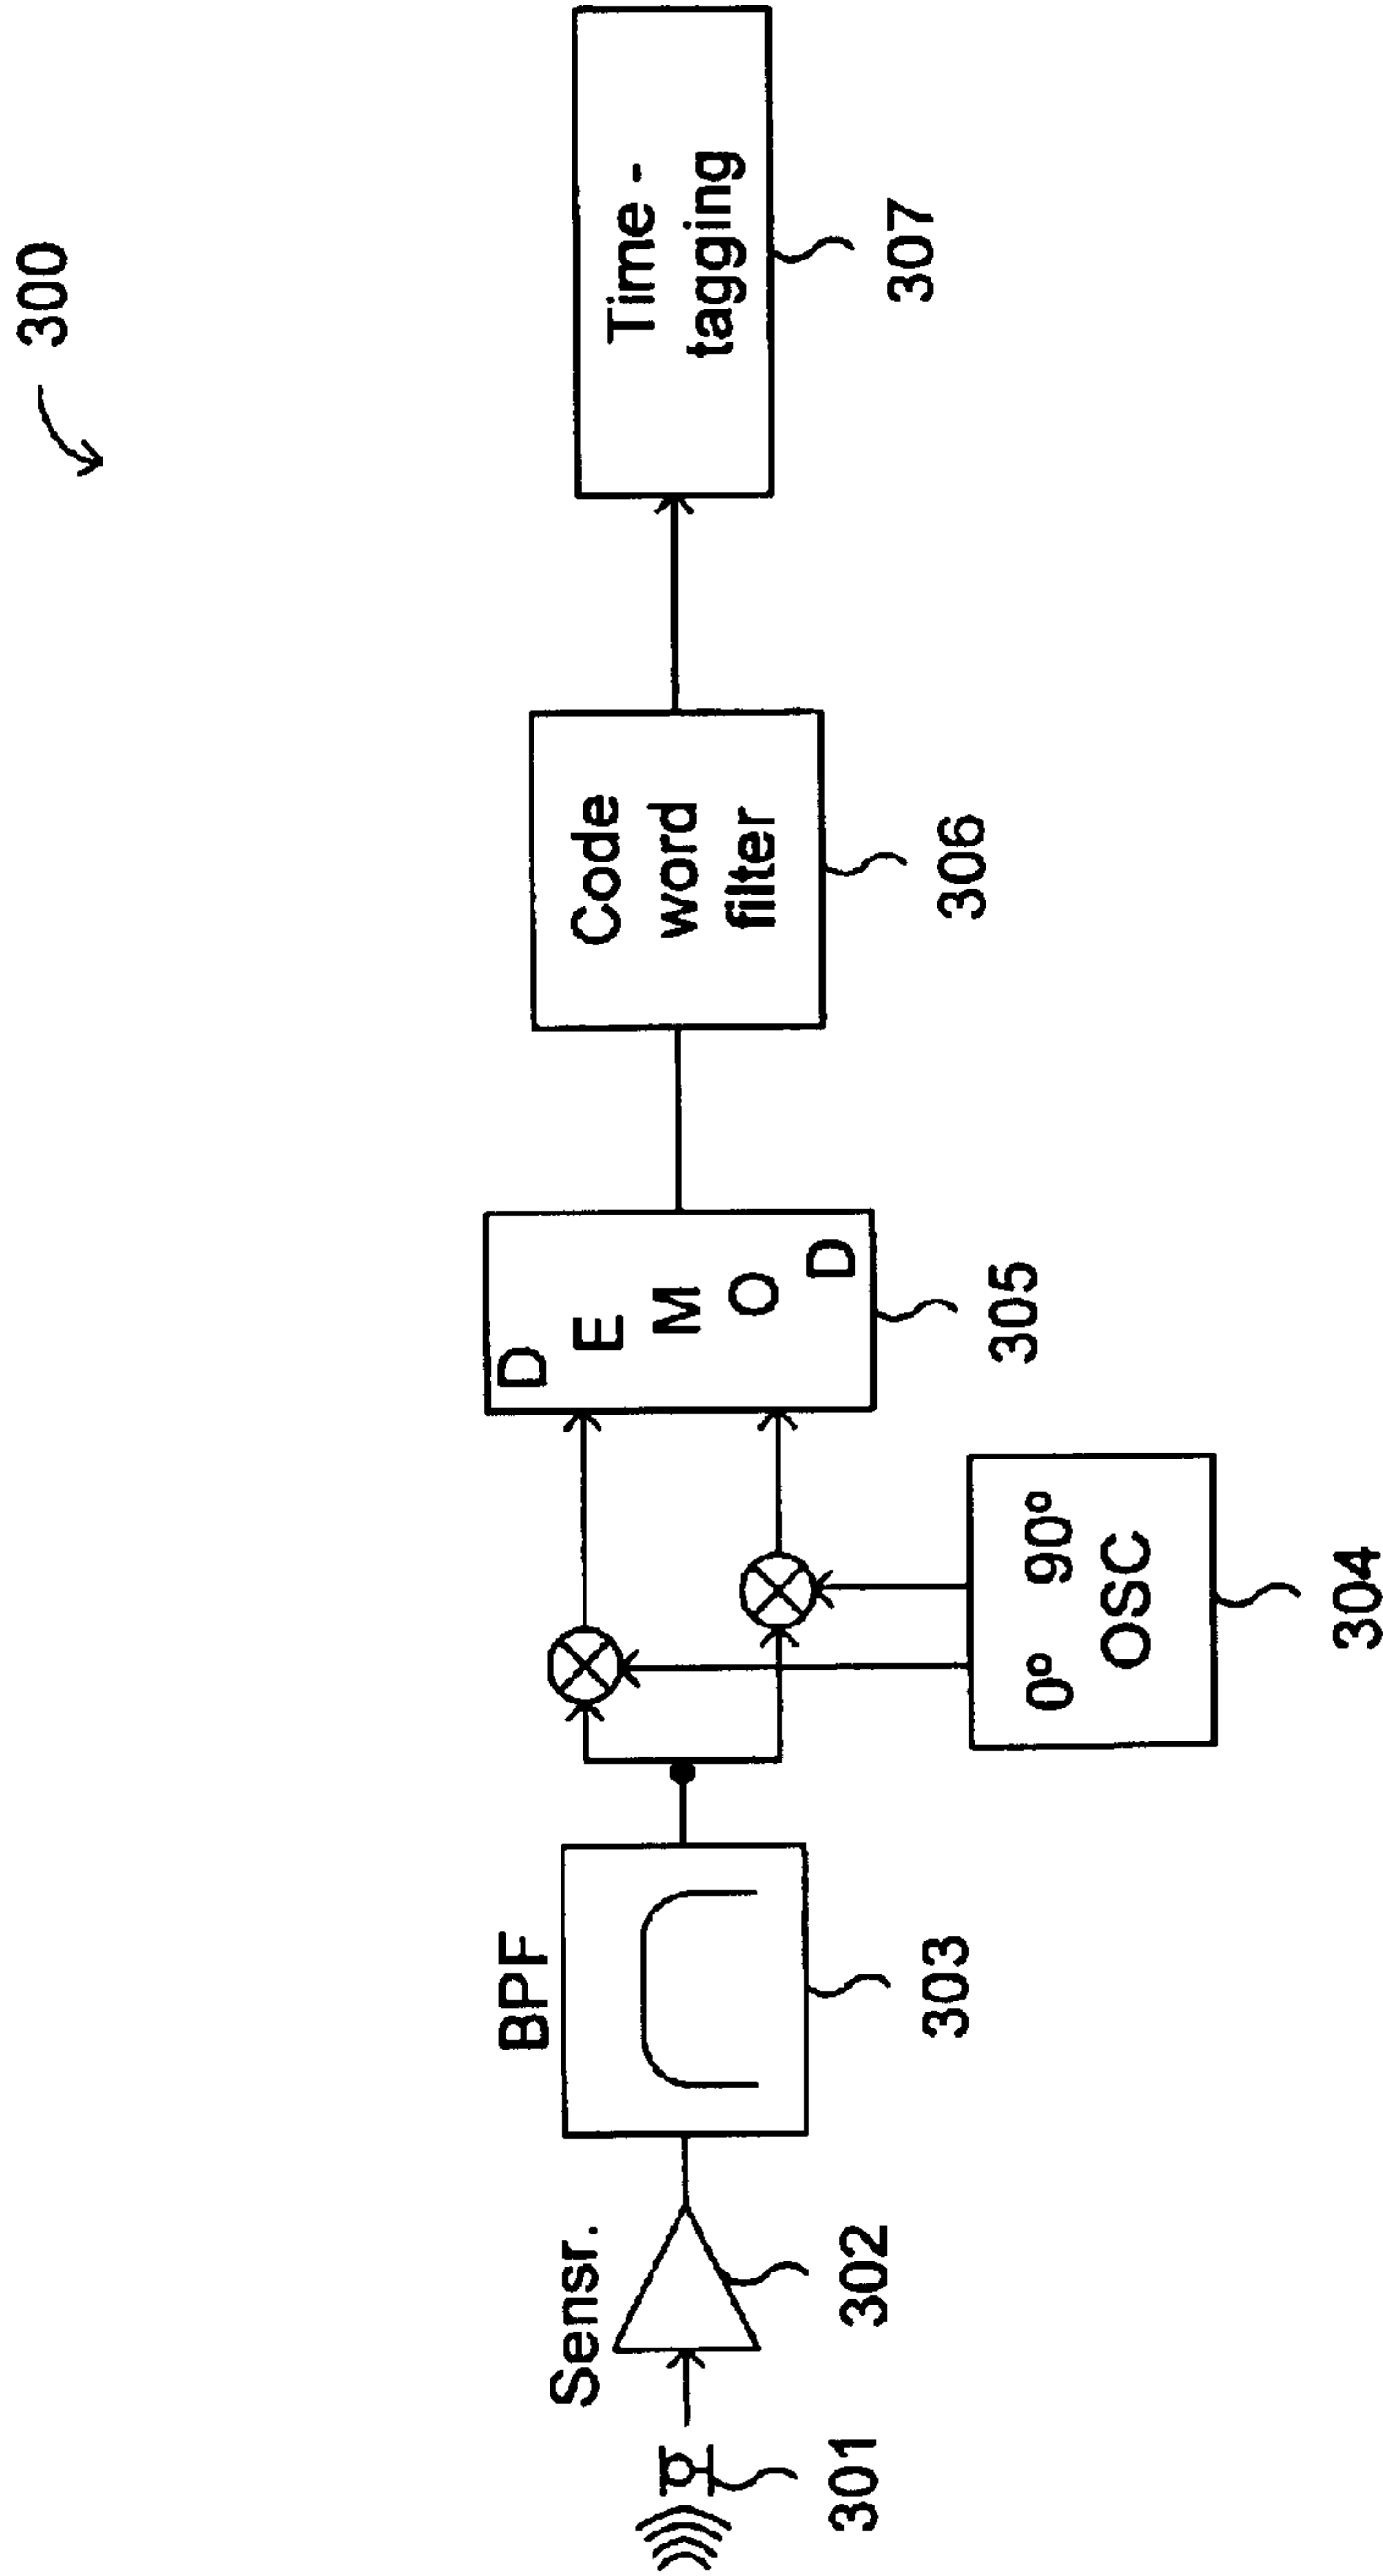 300
Sensr.
BPF
0° 90°
OSC
D
E
M
O
D
Code
word
filter
Time -
tagging
301
302
303
304
305
306
307